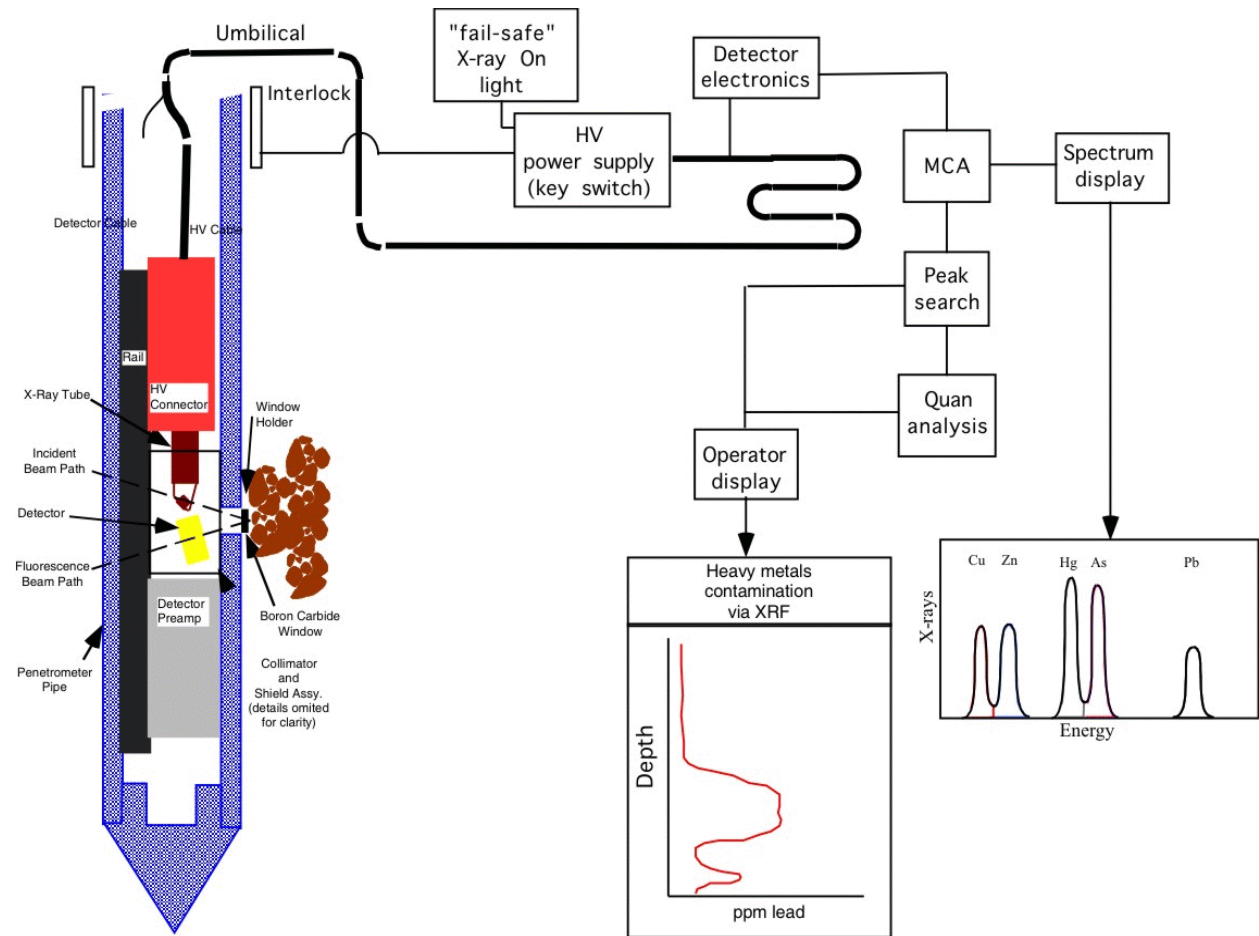 Umbilical
"fail-safe"
X-ray On
light
Detector
electronics
Interlock
HV
power supply
(key switch)
MCA
Spectrum
display
Detector Cable
HV Cable
Peak
search
Rail
HV
Connector
X-Ray Tube
Window
Holder
Quan
analysis
Incident
Beam Path
Operator
display
Detector
Fluorescence
Beam Path
Detector
Preamp
Boron Carbide
Window
Penetrometer
Pipe
Collimator
and
Shield Assy.
(details omited
for clarity)
Heavy metals
contamination
via XRF
Depth
ppm lead
Cu Zn Hg As Pb
X-rays
Energy